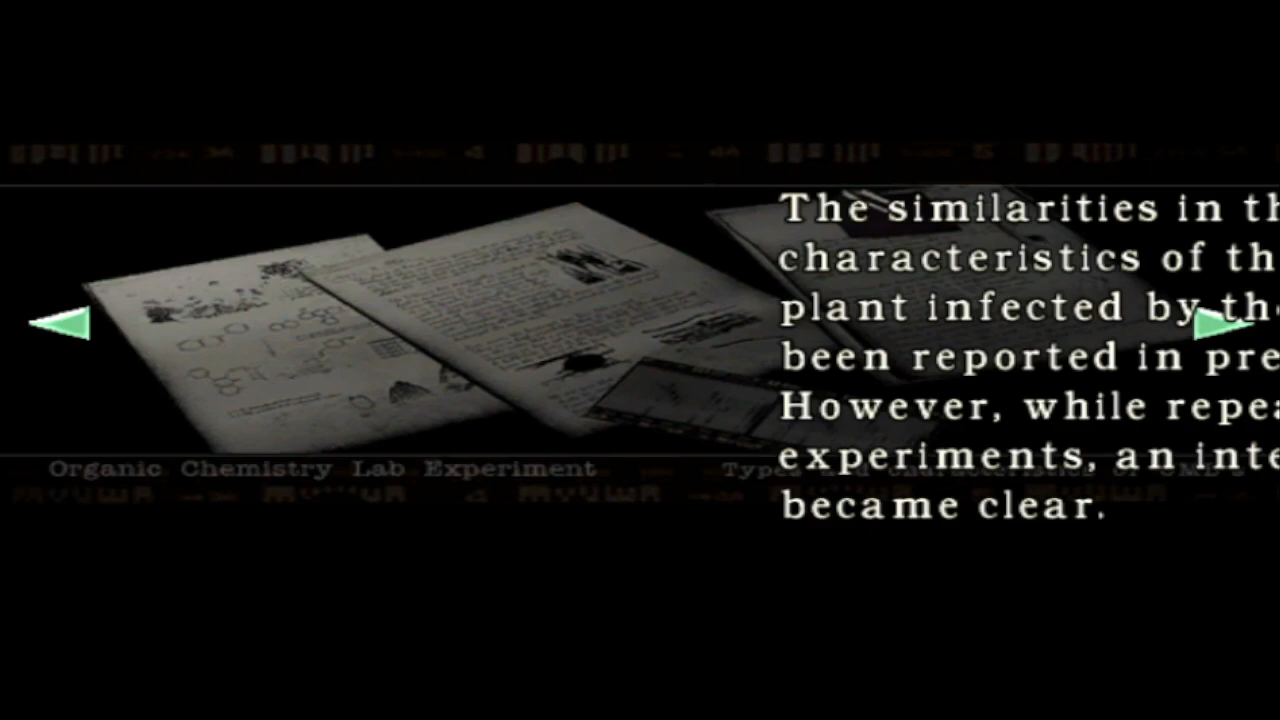 The similarities in th
characteristics of th
plant infected by the
been reported in pre
However, while repea
experiments, an inte
became clear.
Organic Chemistry Lab Experiment